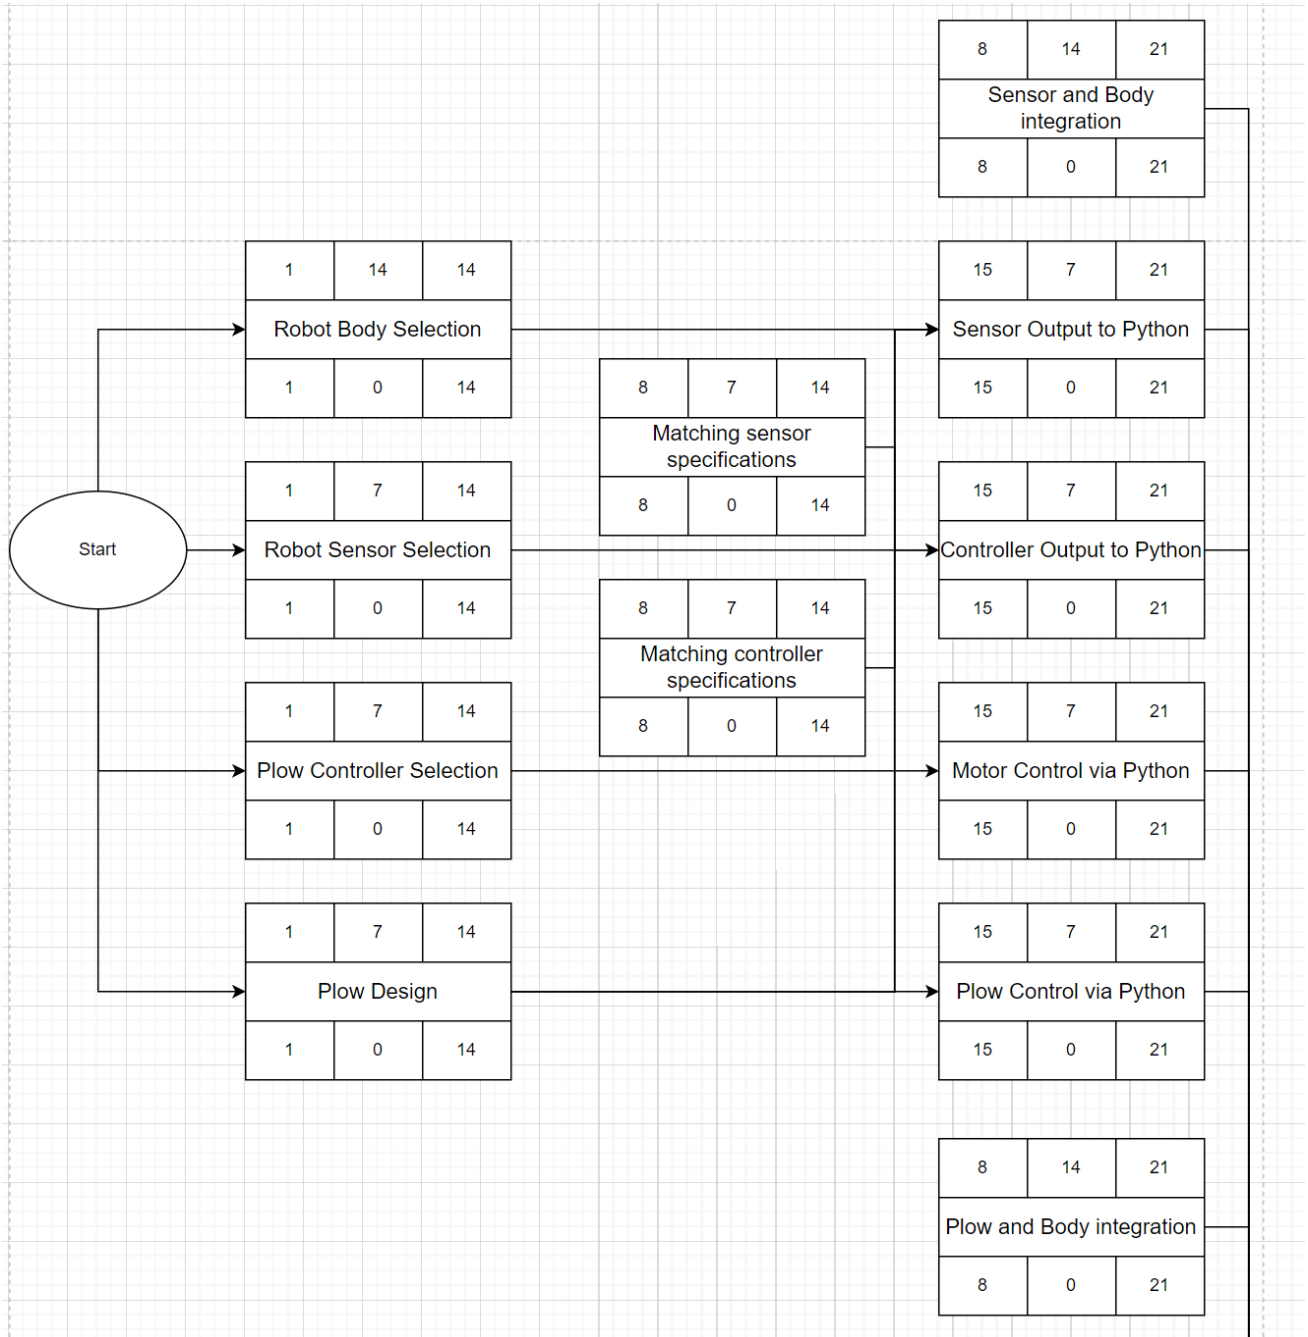 8 14 21
Sensor and Body
integration
8 0 21
1 14 14
Robot Body Selection
1 0 14
15 7 21
Sensor Output to Python
15 0 21
8 7 14
Matching sensor
specifications
8 0 14
Start
1 7 14
Robot Sensor Selection
1 0 14
15 7 21
Controller Output to Python
15 0 21
8 7 14
Matching controller
specifications
8 0 14
1 7 14
Plow Controller Selection
1 0 14
15 7 21
Motor Control via Python
15 0 21
1 7 14
Plow Design
1 0 14
15 7 21
Plow Control via Python
15 0 21
8 14 21
Plow and Body integration
8 0 21